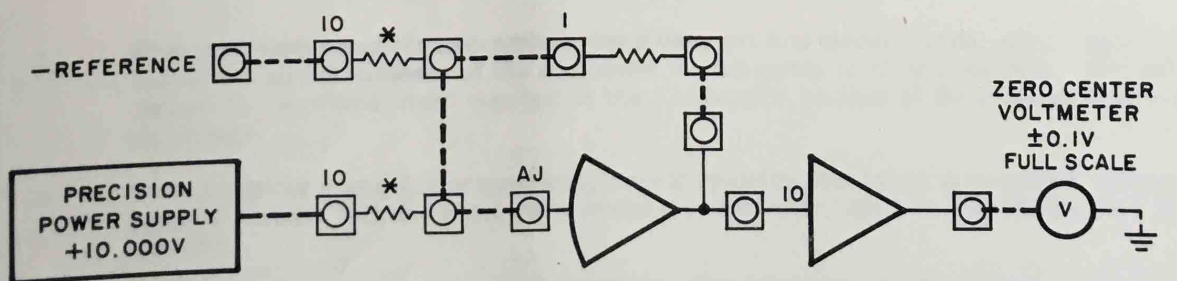 10
*
1
–REFERENCE
ZERO CENTER
VOLTMETER
±0.1V
FULL SCALE
PRECISION
POWER SUPPLY
+10.000V
10
*
AJ
10
V